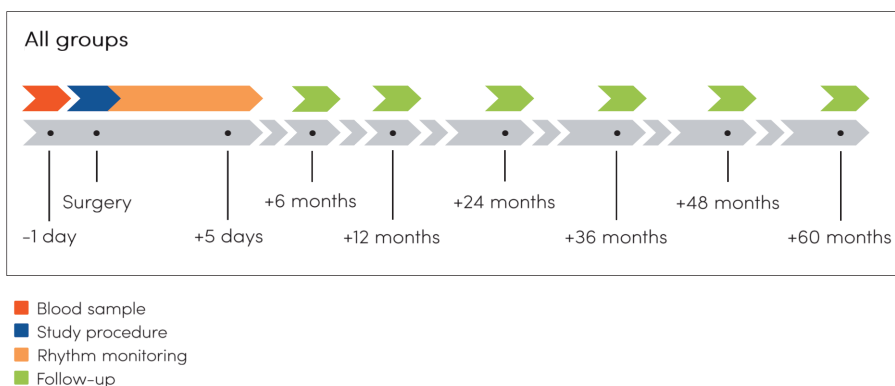 All groups
Surgery
+6 months
+24 months
+48 months
-1 day
+5 days
+12 months
+36 months
+60 months
Blood sample
Study procedure
Rhythm monitoring
Follow-up